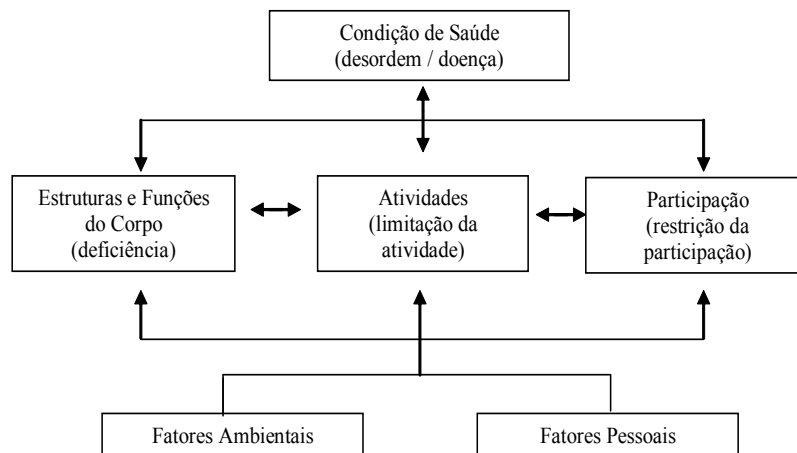 Condição de Saúde
(desordem / doença)
Estruturas e Funções
do Corpo
(deficiência)
Atividades
(limitação da
atividade)
Participação
(restrição da
participação)
Fatores Ambientais
Fatores Pessoais